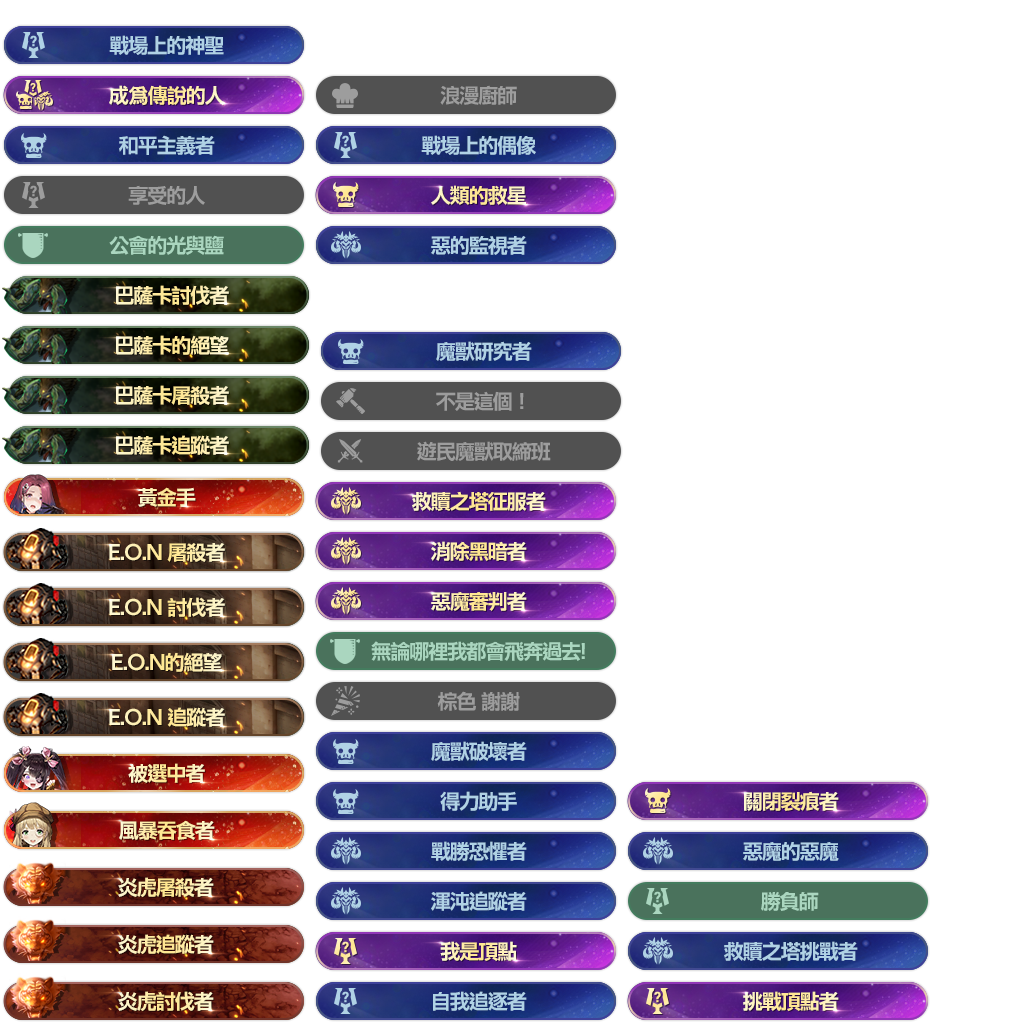 戰場上的神聖
成爲傳說的人
和平主義者
享受的人
公會的光與鹽
巴薩卡討伐者
巴薩卡的絕望
巴薩卡屠殺者
巴薩卡追蹤者
黃金手
E.O.N 屠殺者
E.O.N 討伐者
E.O.N的絕望
E.O.N 追蹤者
被選中者
風暴吞食者
炎虎屠殺者
炎虎追蹤者
炎虎討伐者
浪漫廚師
戰場上的偶像
人類的救星
惡的監視者
魔獸研究者
不是這個！
遊民魔獸取締班
救贖之塔征服者
消除黑暗者
惡魔審判者
無論哪裡我都會飛奔過去!
棕色 謝謝
魔獸破壞者
得力助手
戰勝恐懼者
渾沌追蹤者
我是頂點
自我追逐者
關閉裂痕者
惡魔的惡魔
勝負師
救贖之塔挑戰者
挑戰頂點者